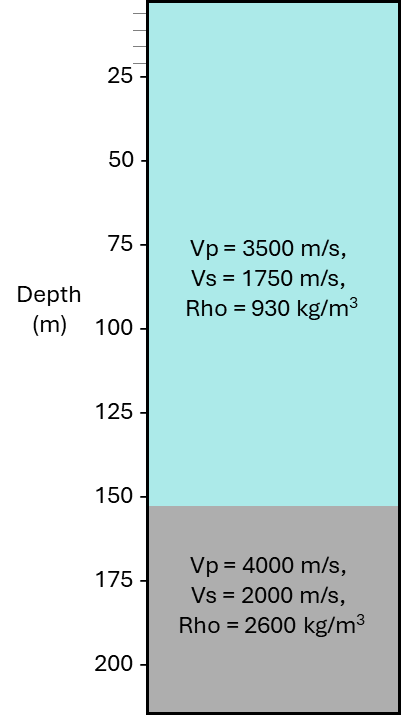 25
50
75
Vp = 3500 m/s,
Vs = 1750 m/s,
Rho = 930 kg/m³
Depth
(m)
100
125
150
Vp = 4000 m/s,
175
Vs = 2000 m/s,
Rho = 2600 kg/m³
200